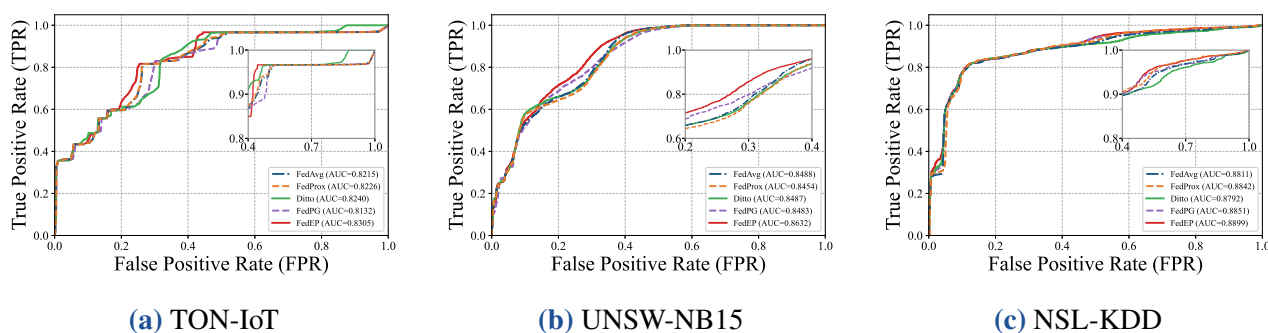 True Positive Rate (TPR)
1.0
0.8
0.6
0.4
0.2
0.0
1.0
0.9
0.8
0.4
0.7
1.0
FedAvg (AUC=0.8215)
FedProx (AUC=0.8226)
Ditto (AUC=0.8240)
FedPG (AUC=0.8132)
FedEP (AUC=0.8305)
0.0
0.2
0.4
0.6
0.8
1.0
False Positive Rate (FPR)
(a) TON-IoT
True Positive Rate (TPR)
1.0
0.8
0.6
0.4
0.2
0.0
1.0
0.9
0.8
0.7
0.6
0.2
0.3
0.4
FedAvg (AUC=0.8488)
FedProx (AUC=0.8454)
Ditto (AUC=0.8487)
FedPG (AUC=0.8483)
FedEP (AUC=0.8632)
0.0
0.2
0.4
0.6
0.8
1.0
False Positive Rate (FPR)
(b) UNSW-NB15
True Positive Rate (TPR)
1.0
0.8
0.6
0.4
0.2
0.0
1.0
0.9
0.8
0.4
0.7
1.0
FedAvg (AUC=0.8811)
FedProx (AUC=0.8842)
Ditto (AUC=0.8792)
FedPG (AUC=0.8851)
FedEP (AUC=0.8899)
0.0
0.2
0.4
0.6
0.8
1.0
False Positive Rate (FPR)
(c) NSL-KDD